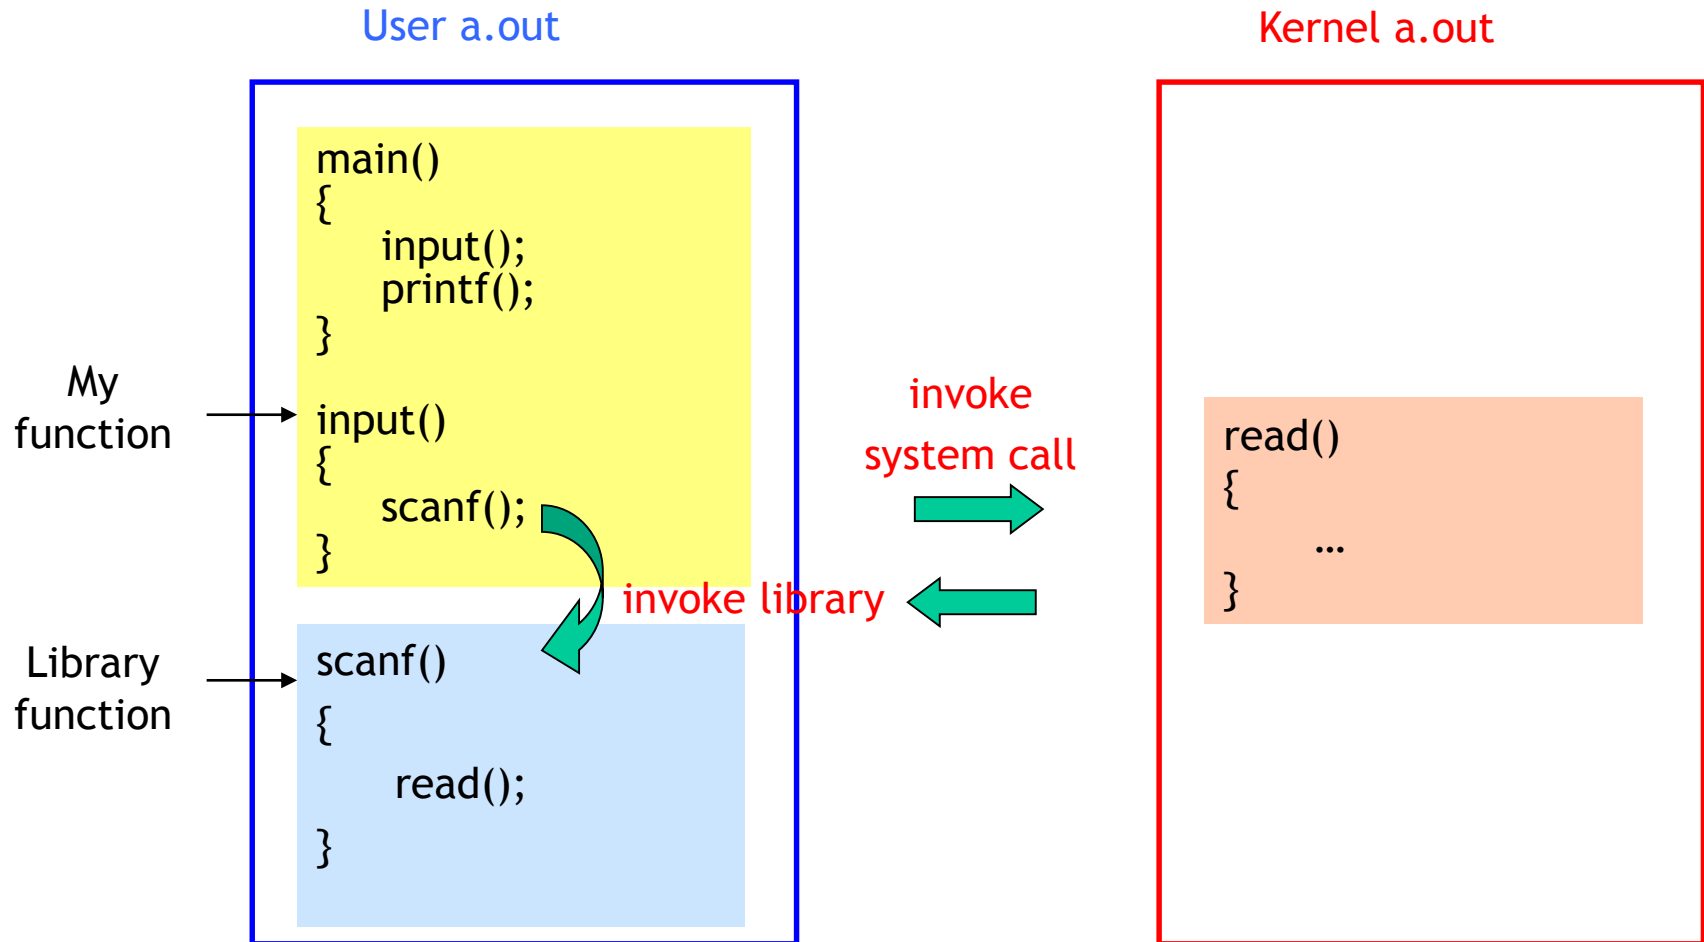 User a.out
Kernel a.out
main()
{
input();
printf();
}
My
function
input()
{
scanf();
}
invoke
system call
invoke library
read()
{
...
}
Library
function
scanf()
{
read();
}